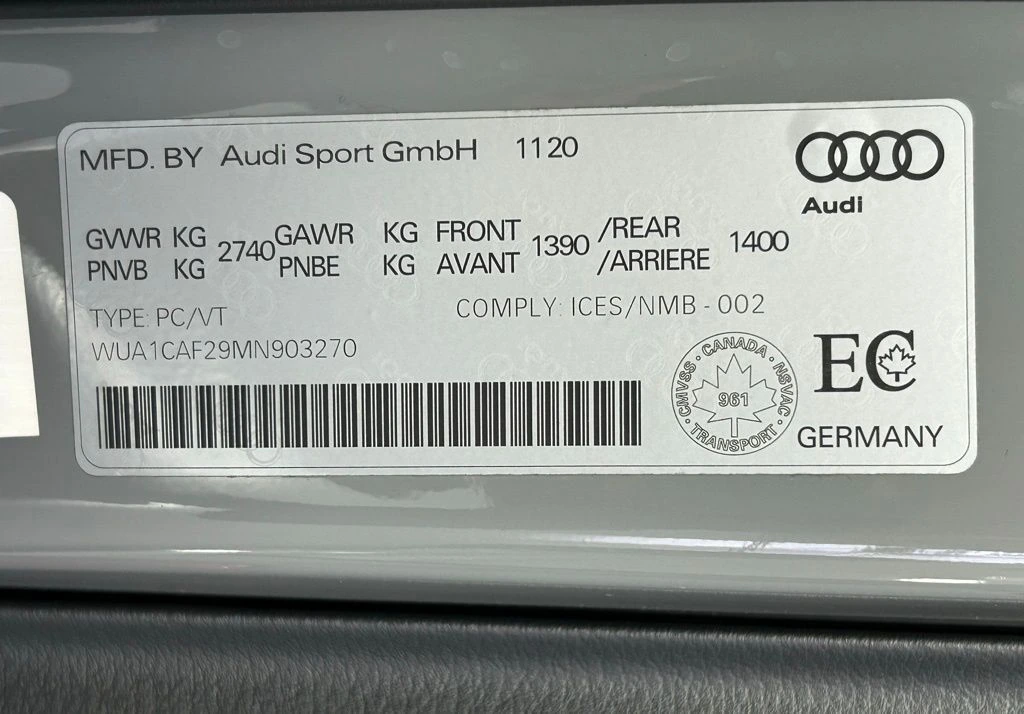 MFD. BY Audi Sport GmbH 1120
Audi
GVWR KG 2740 GAWR KG FRONT 1390 /REAR 1400
PNVB KG PNBE KG AVANT /ARRIERE
TYPE: PC/VT COMPLY: ICES/NMB - 002
WUA1CAF29MN903270
CANADA · NSVAC · TRANSPORT · CMVSS ·
961
EC
GERMANY